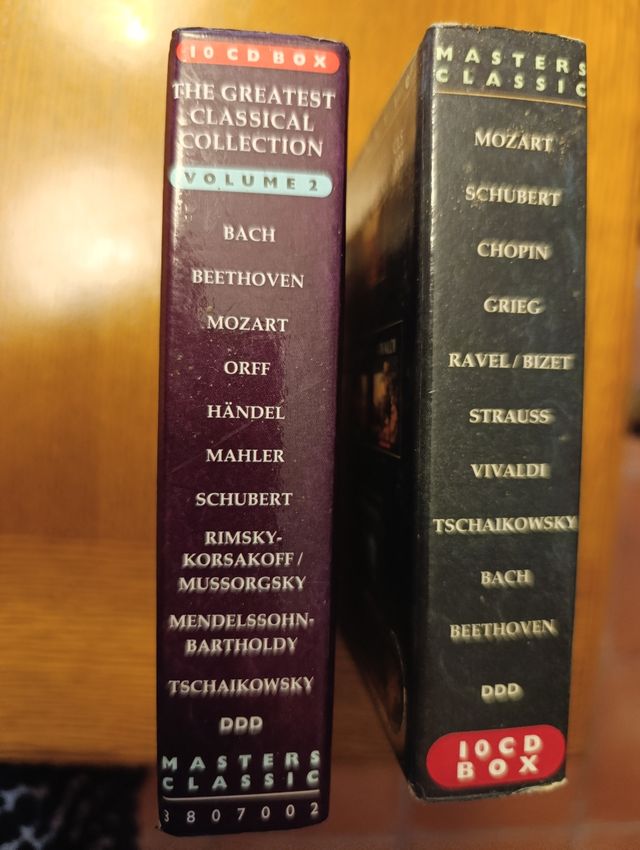 10 CD BOX
THE GREATEST
CLASSICAL
COLLECTION
VOLUME 2
BACH
BEETHOVEN
MOZART
ORFF
HÄNDEL
MAHLER
SCHUBERT
RIMSKY-
KORSAKOFF /
MUSSORGSKY
MENDELSSOHN-
BARTHOLDY
TSCHAIKOWSKY
DDD
MASTERS
CLASSIC
3807002
MASTERS
CLASSIC
MOZART
SCHUBERT
CHOPIN
GRIEG
RAVEL / BIZET
STRAUSS
VIVALDI
TSCHAIKOWSKY
BACH
BEETHOVEN
DDD
10 CD
BOX